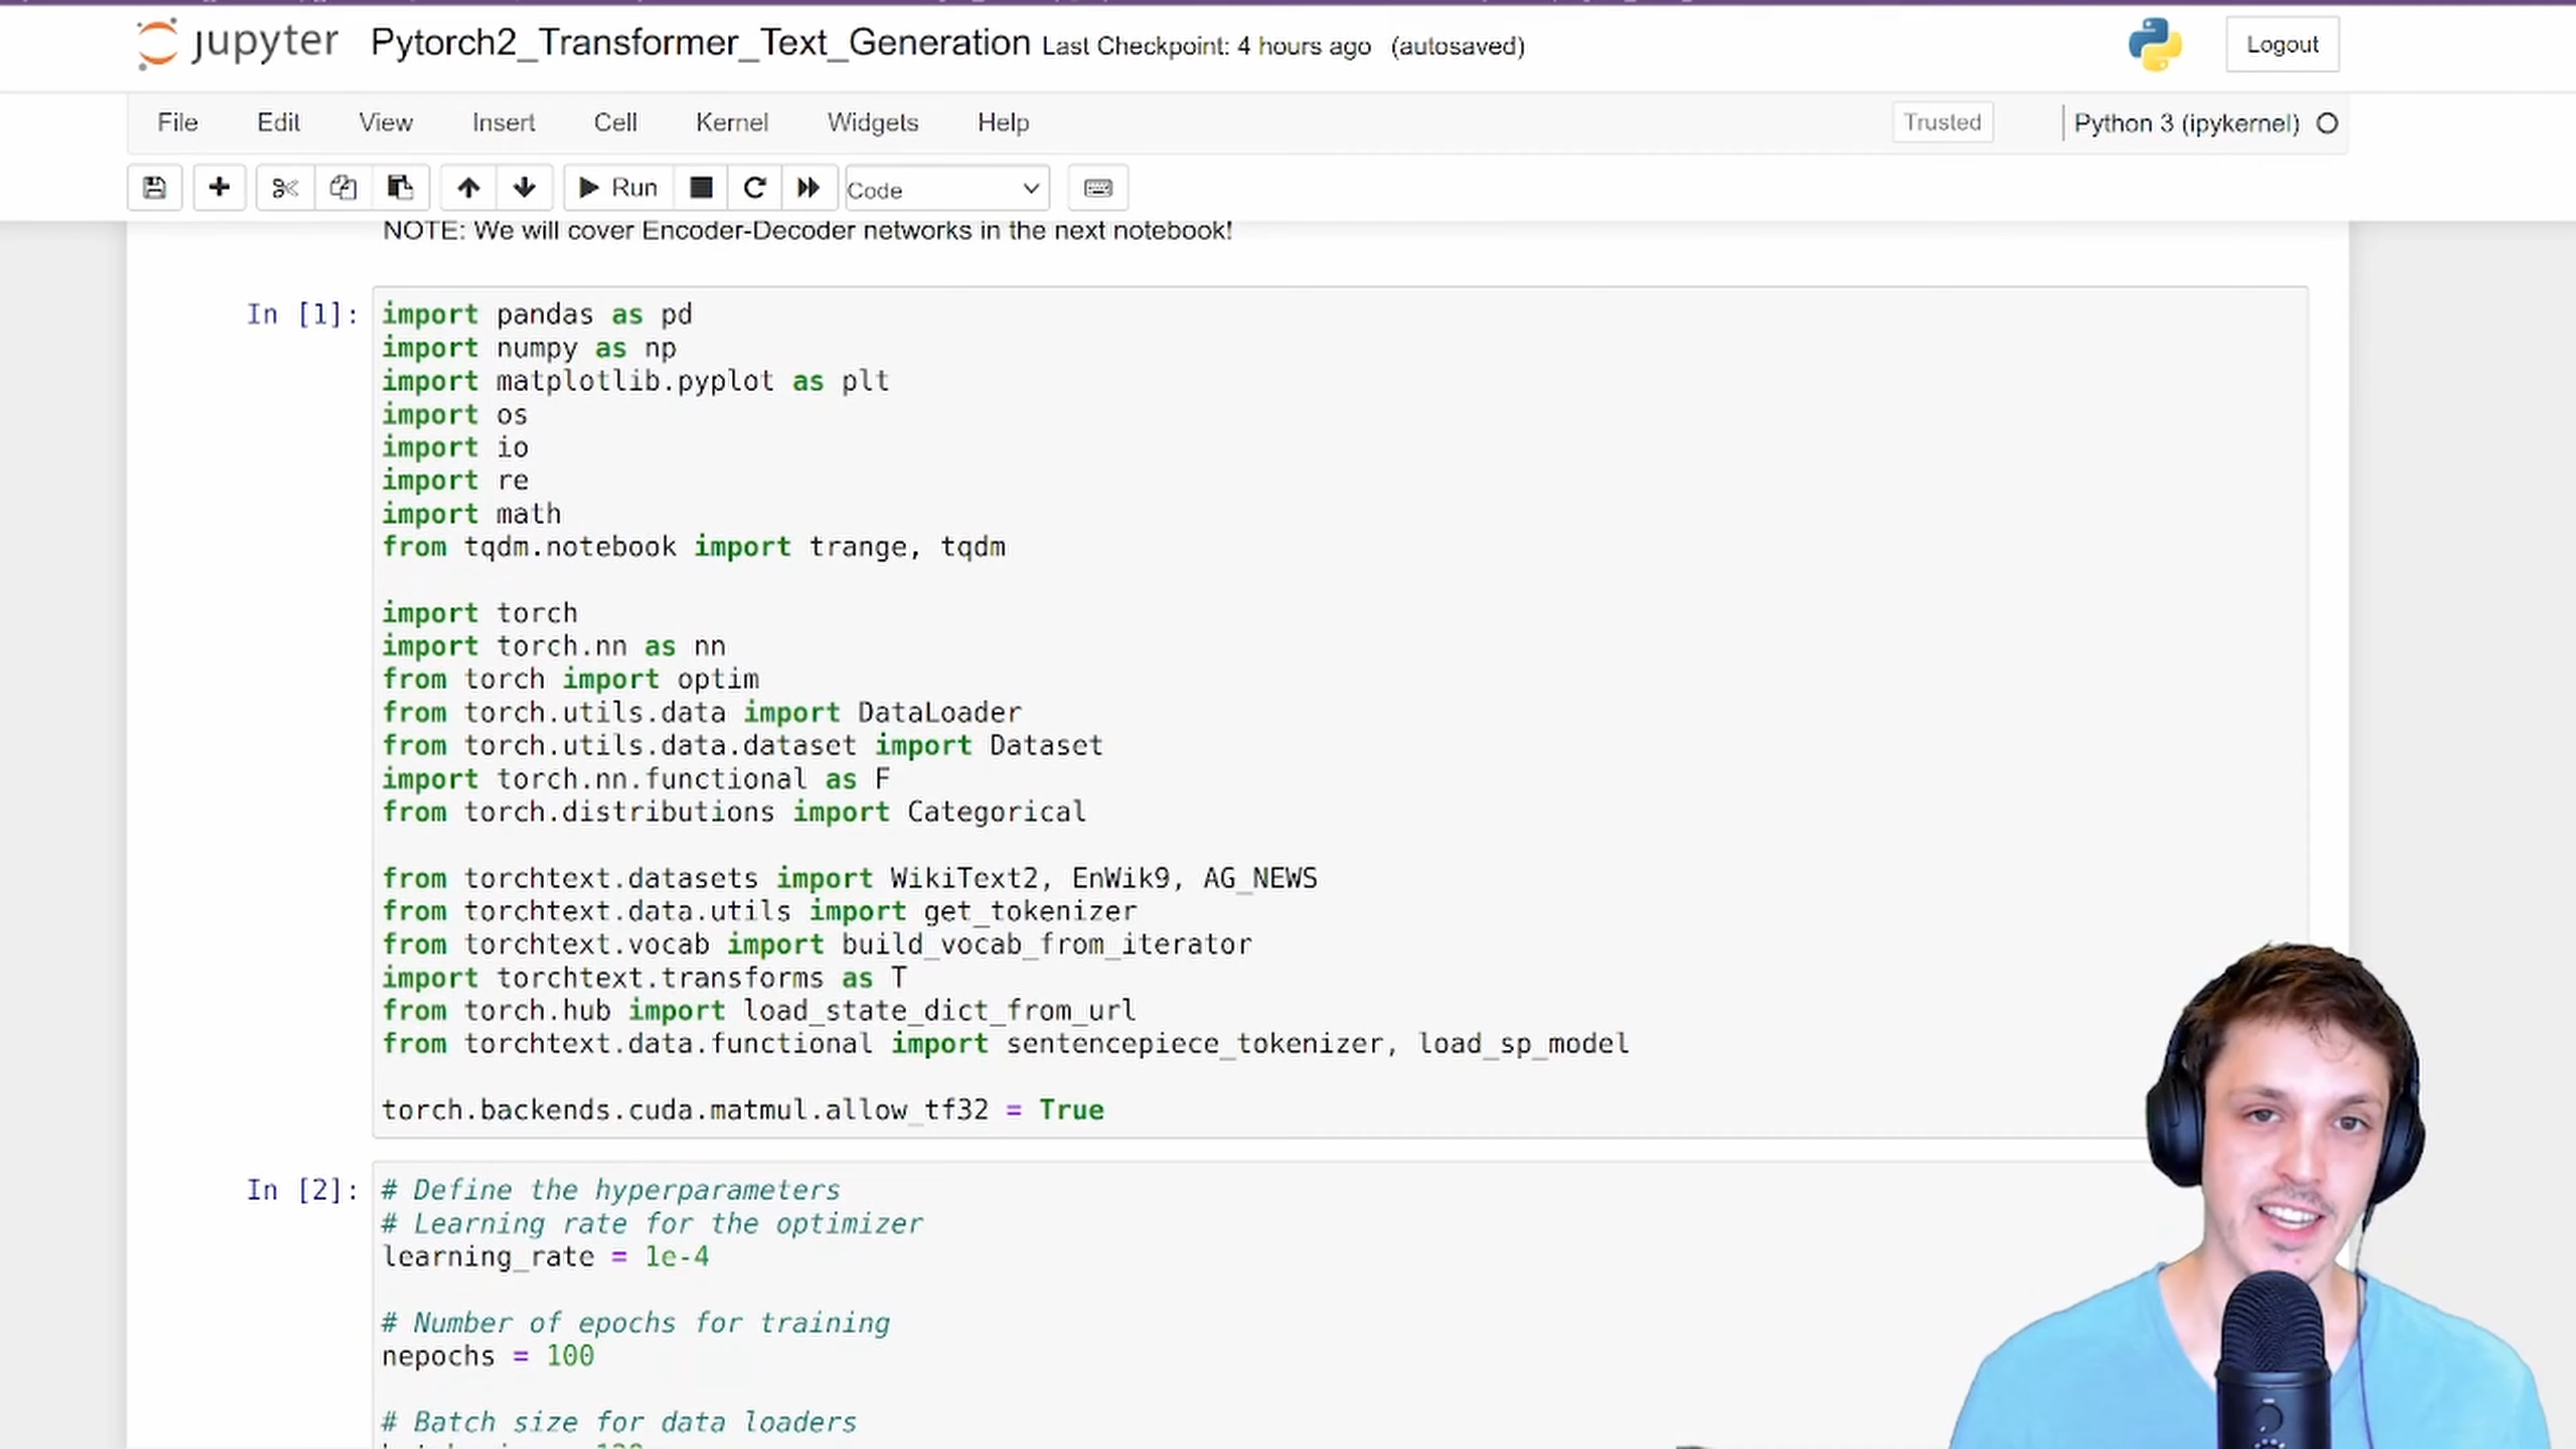 jupyter Pytorch2_Transformer_Text_Generation Last Checkpoint: 4 hours ago (autosaved) Logout
File Edit View Insert Cell Kernel Widgets Help Trusted Python 3 (ipykernel)
Run Code
NOTE: We will cover Encoder-Decoder networks in the next notebook!
In [1]: import pandas as pd
import numpy as np
import matplotlib.pyplot as plt
import os
import io
import re
import math
from tqdm.notebook import trange, tqdm
import torch
import torch.nn as nn
from torch import optim
from torch.utils.data import DataLoader
from torch.utils.data.dataset import Dataset
import torch.nn.functional as F
from torch.distributions import Categorical
from torchtext.datasets import WikiText2, EnWik9, AG_NEWS
from torchtext.data.utils import get_tokenizer
from torchtext.vocab import build_vocab_from_iterator
import torchtext.transforms as T
from torch.hub import load_state_dict_from_url
from torchtext.data.functional import sentencepiece_tokenizer, load_sp_model
torch.backends.cuda.matmul.allow_tf32 = True
In [2]: # Define the hyperparameters
# Learning rate for the optimizer
learning_rate = 1e-4
# Number of epochs for training
nepochs = 100
# Batch size for data loaders